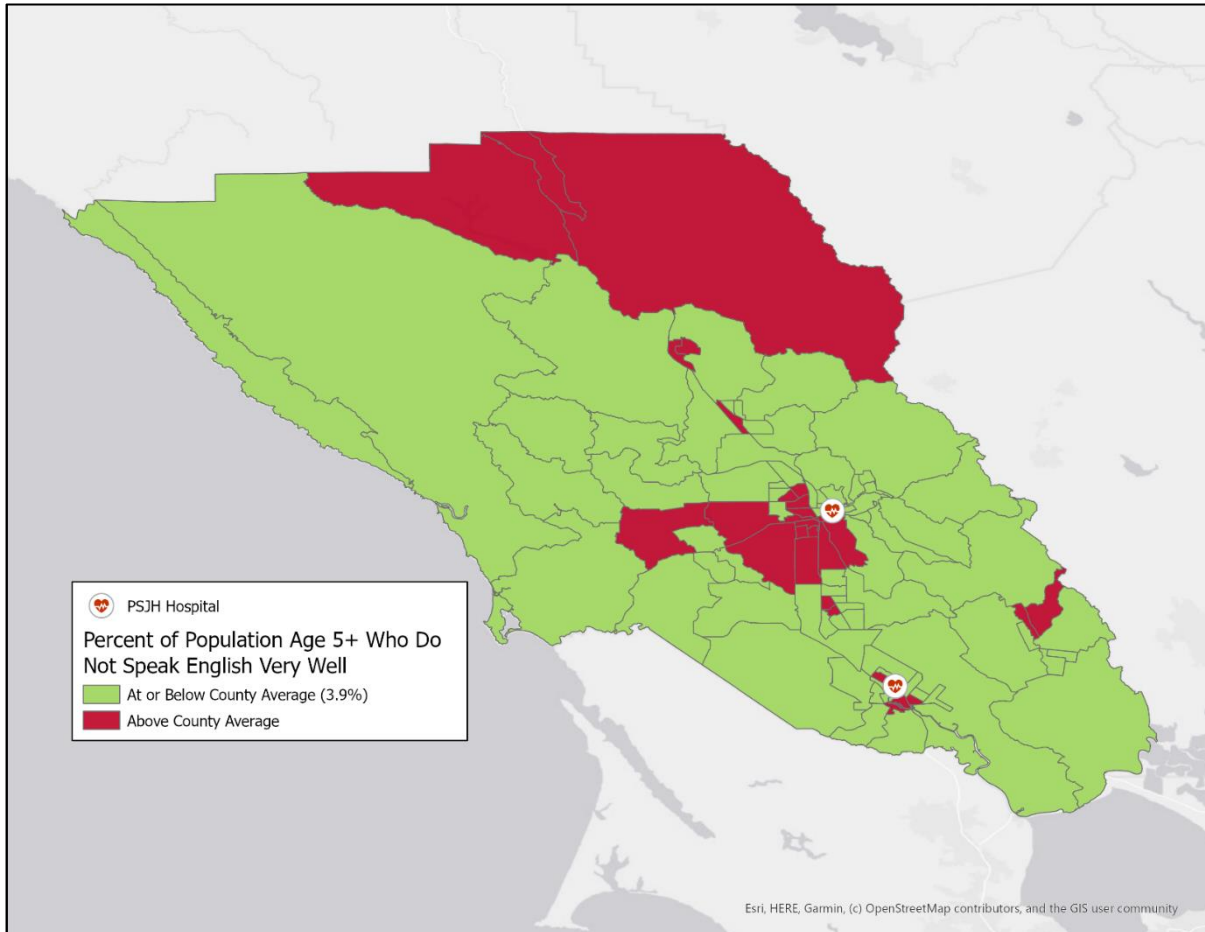 PSJH Hospital
Percent of Population Age 5+ Who Do
Not Speak English Very Well
At or Below County Average (3.9%)
Above County Average
Esri, HERE, Garmin, (c) OpenStreetMap contributors, and the GIS user community